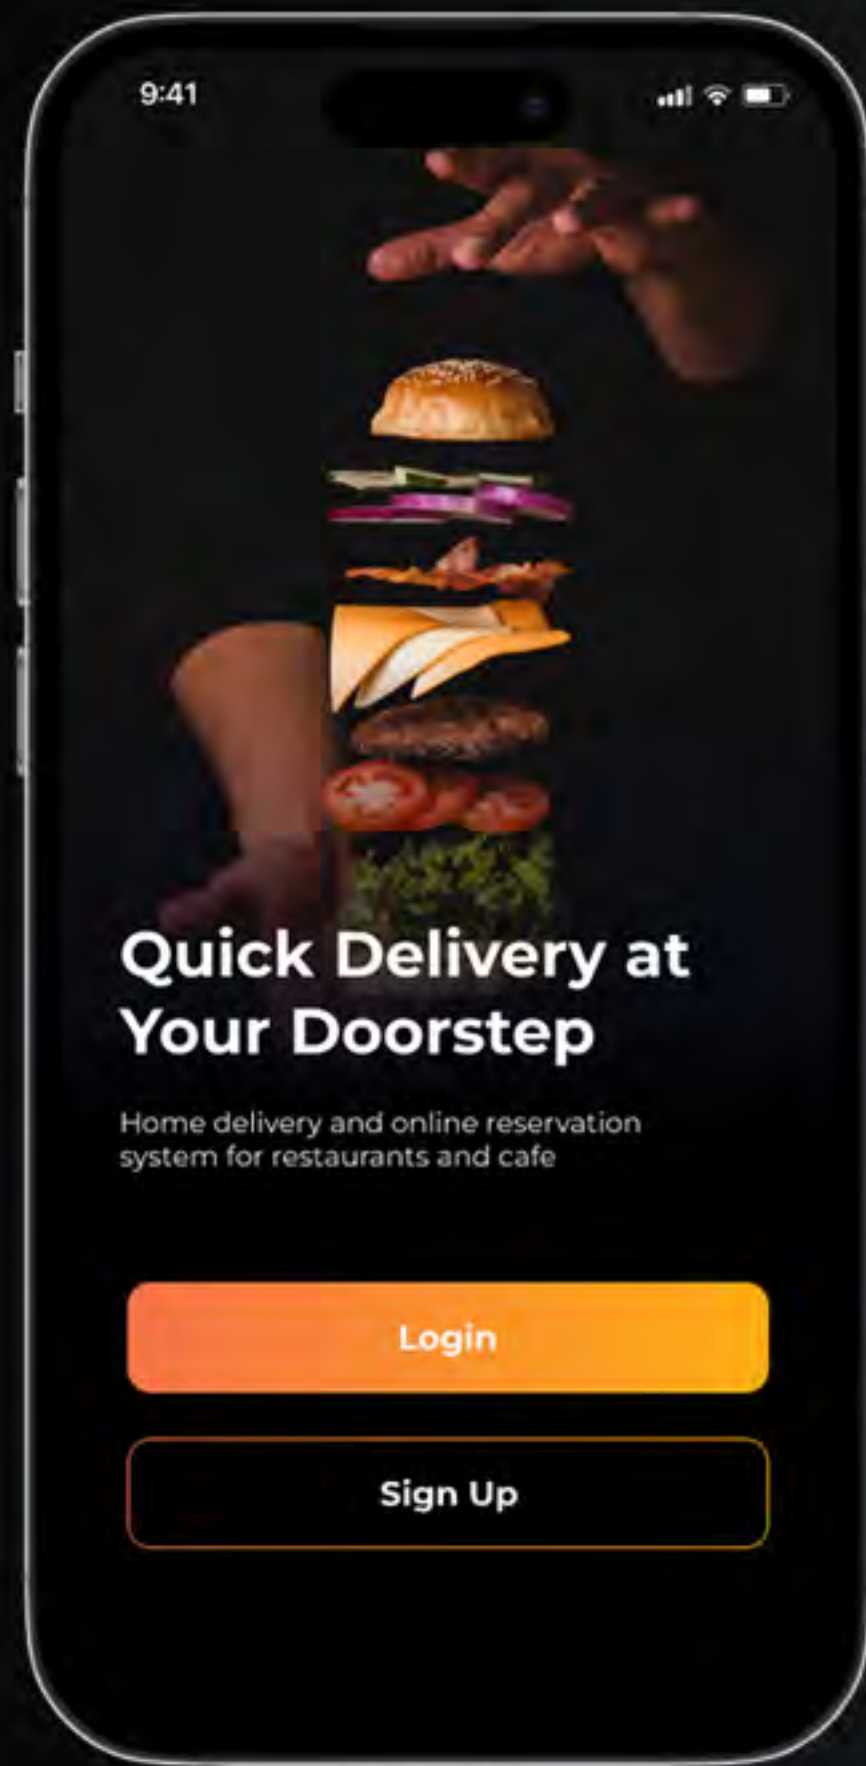 9:41
Quick Delivery at
Your Doorstep
Home delivery and online reservation
system for restaurants and cafe
Login
Sign Up